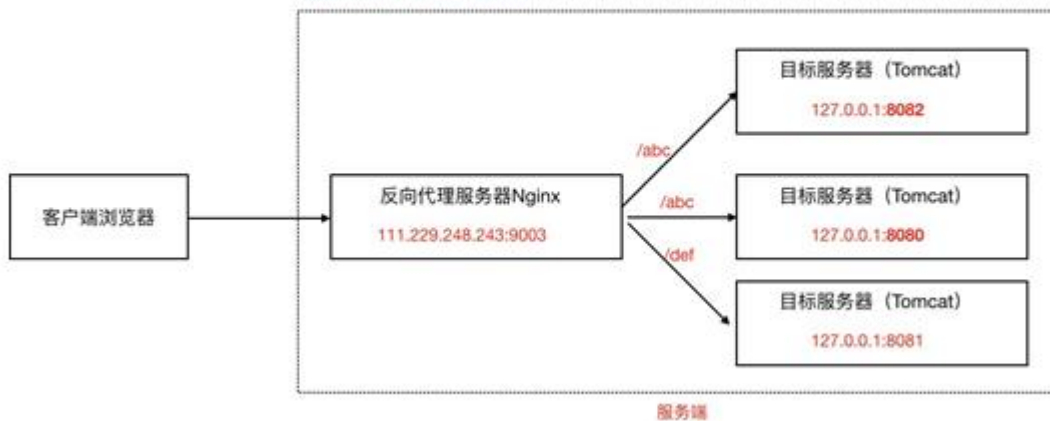 目标服务器（Tomcat）
127.0.0.1:8082
/abc
客户端浏览器
反向代理服务器Nginx
111.229.248.243:9003
/abc
目标服务器（Tomcat）
127.0.0.1:8080
/def
目标服务器（Tomcat）
127.0.0.1:8081
服务端